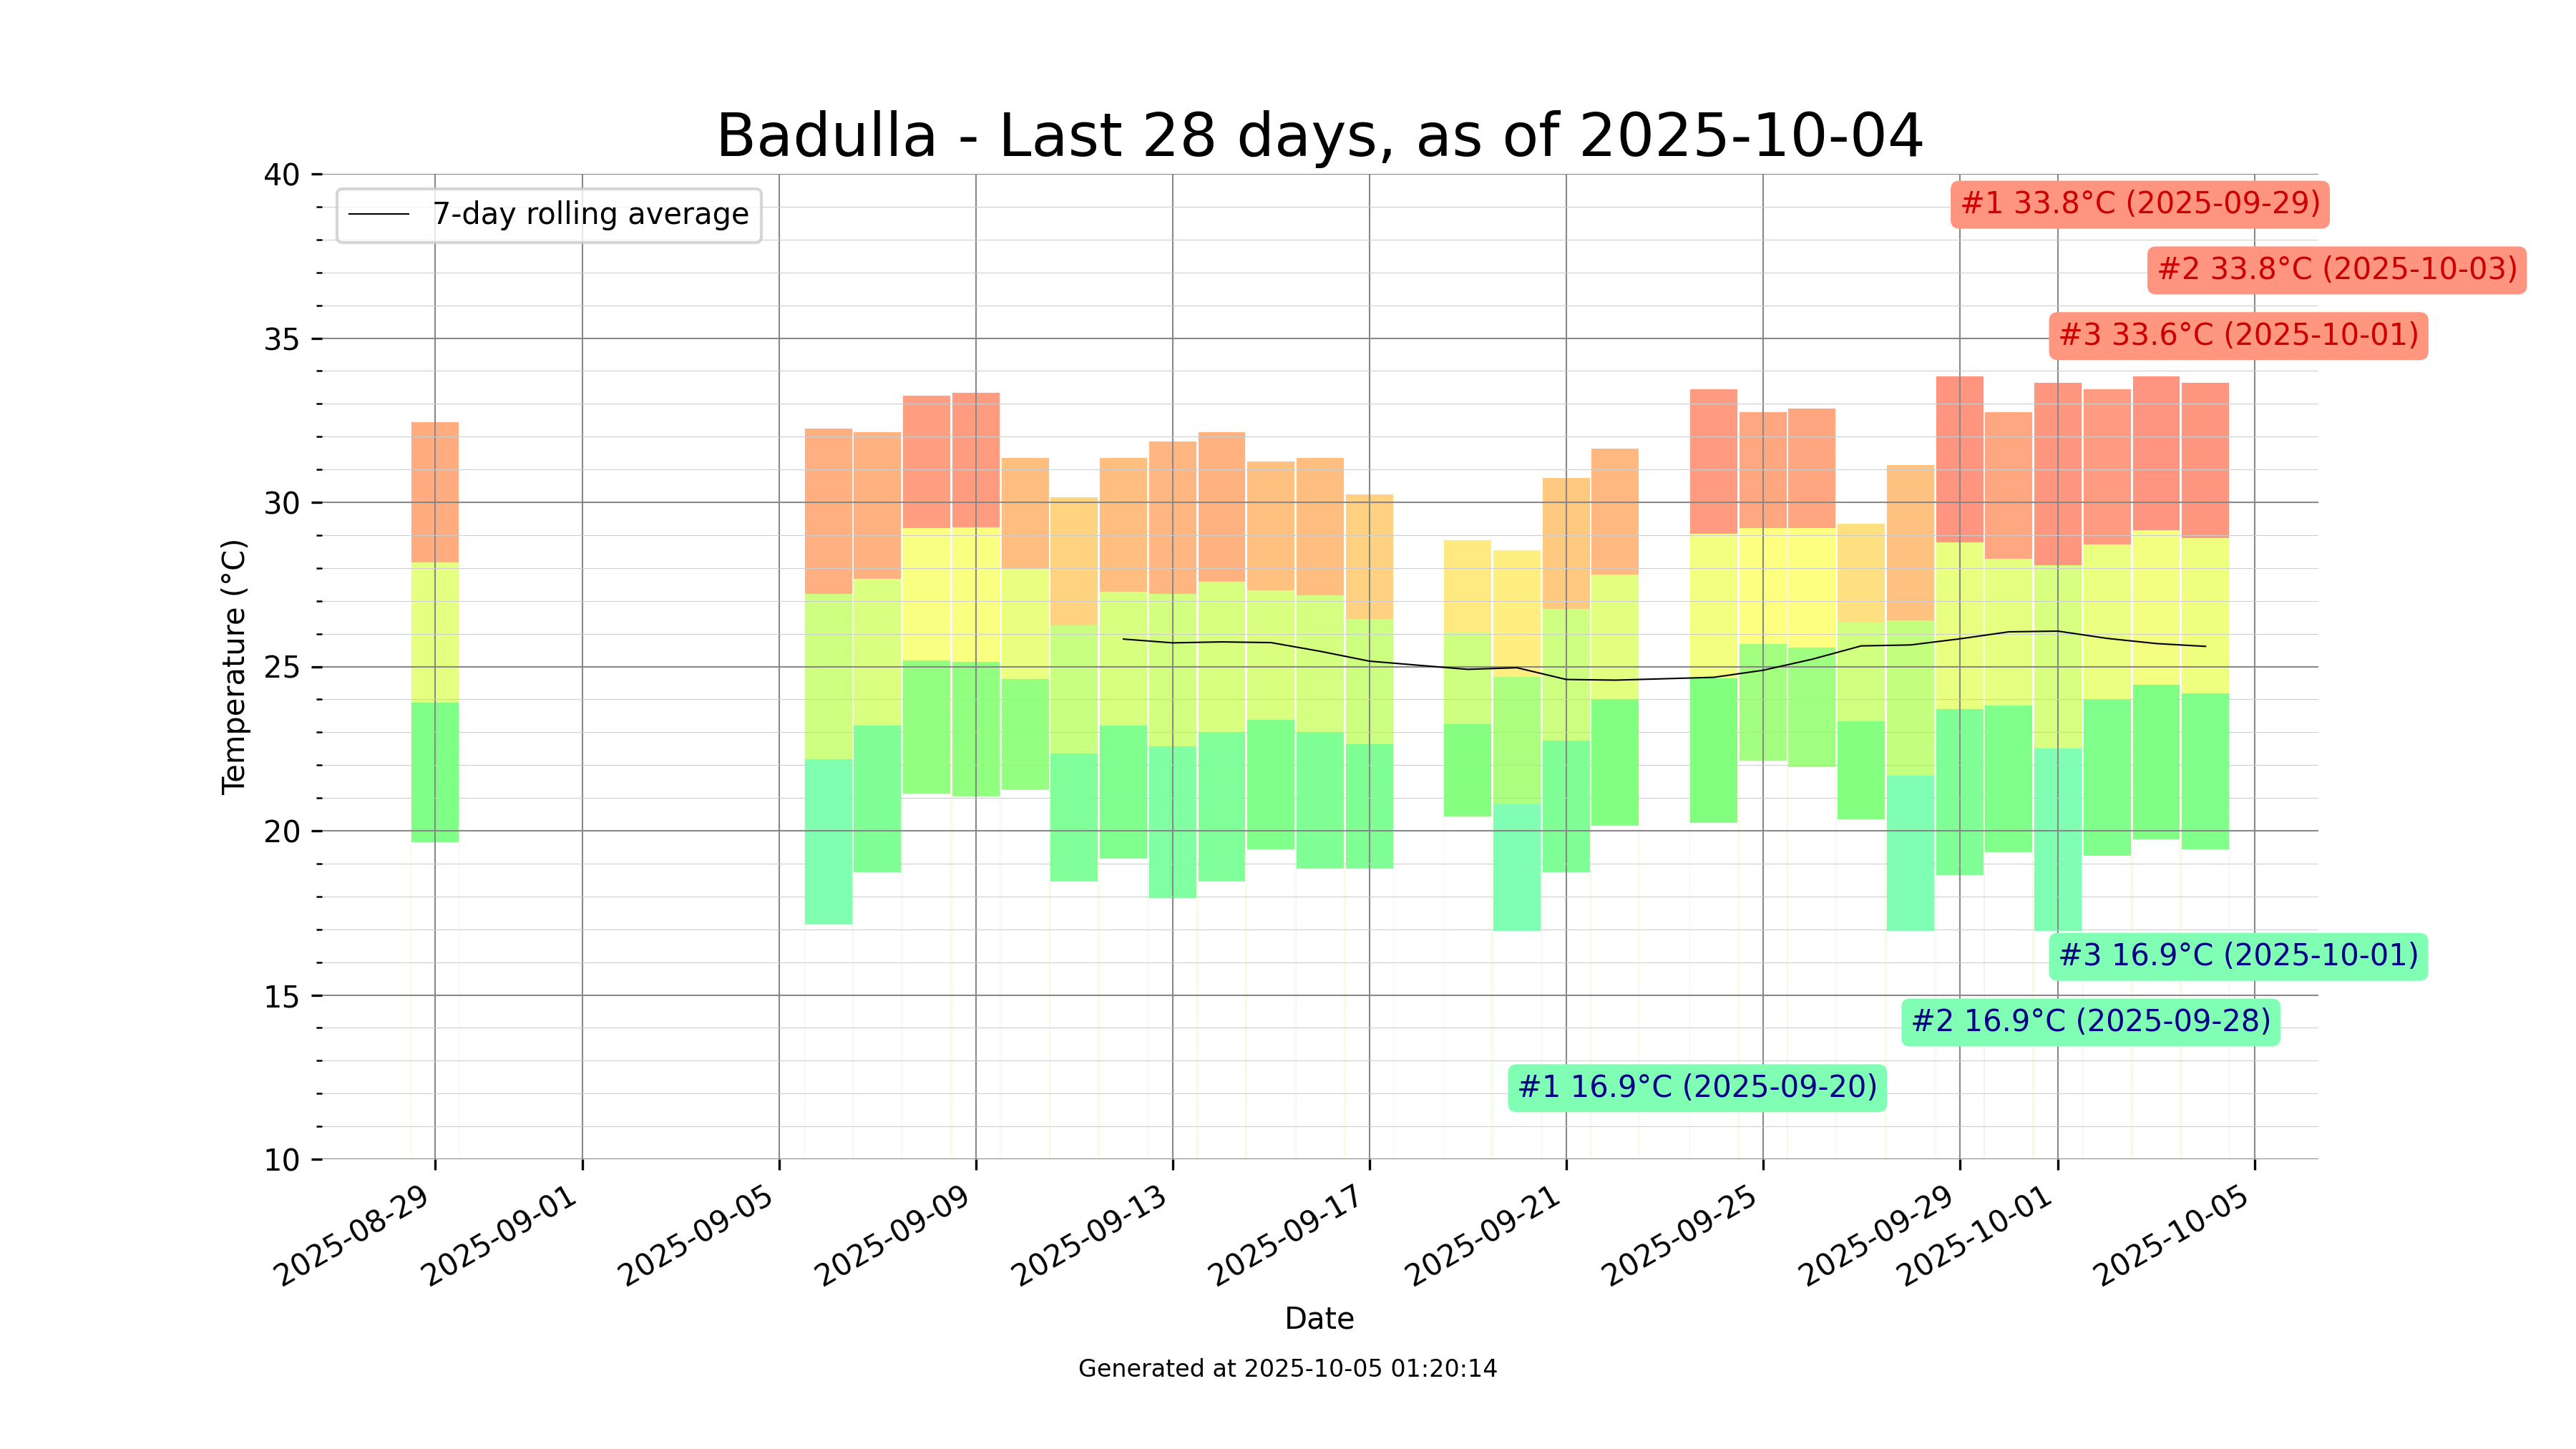 Badulla - Last 28 days, as of 2025-10-04
7-day rolling average
#1 33.8°C (2025-09-29)
#2 33.8°C (2025-10-03)
#3 33.6°C (2025-10-01)
#3 16.9°C (2025-10-01)
#2 16.9°C (2025-09-28)
#1 16.9°C (2025-09-20)
Temperature (°C)
40
35
30
25
20
15
10
2025-08-29
2025-09-01
2025-09-05
2025-09-09
2025-09-13
2025-09-17
2025-09-21
2025-09-25
2025-09-29
2025-10-01
2025-10-05
Date
Generated at 2025-10-05 01:20:14